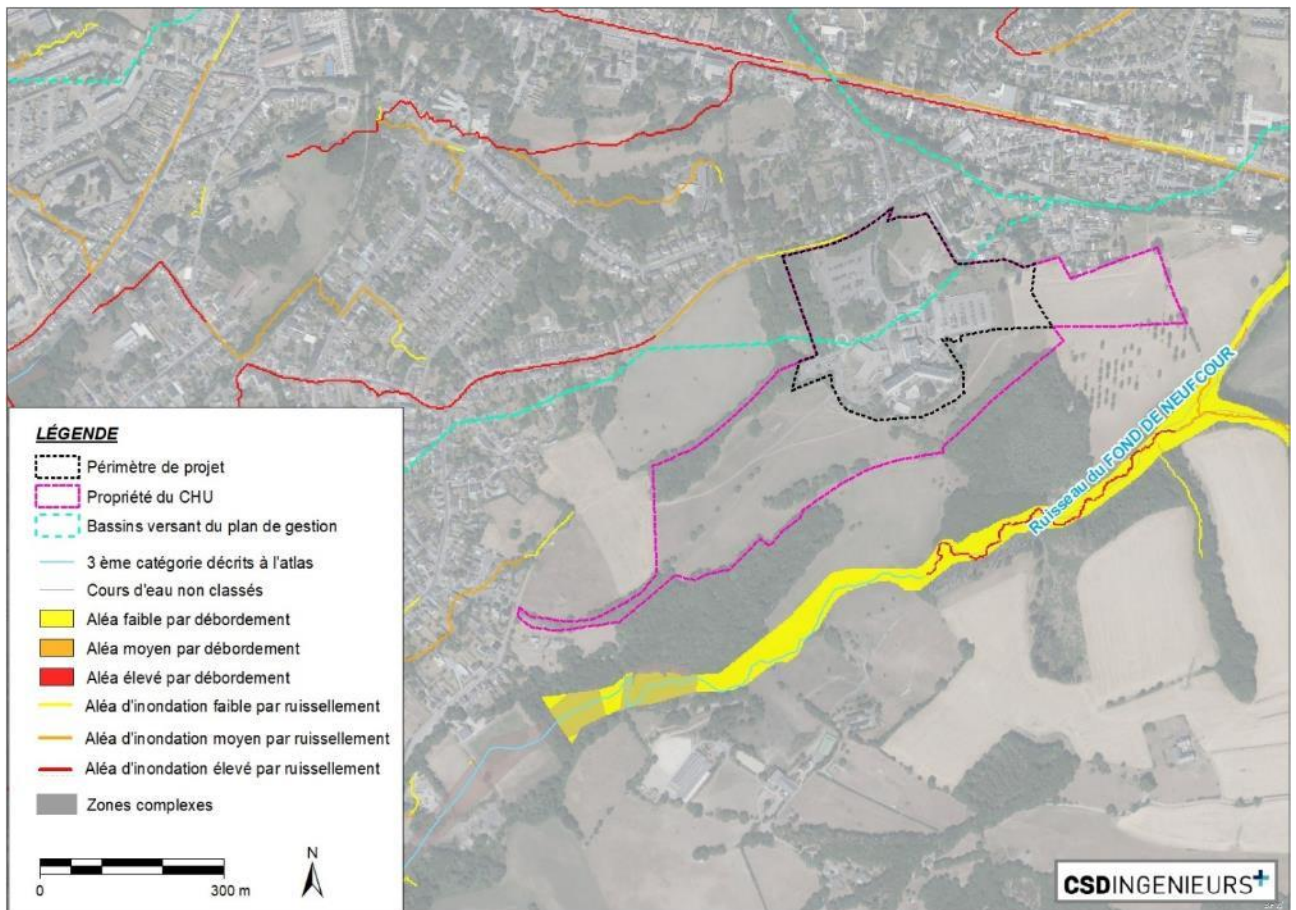 Ruisseau du FOND DE NEUFCOUR
LÉGENDE
Périmètre de projet
Propriété du CHU
Bassins versant du plan de gestion
3 ème catégorie décrits à l'atlas
Cours d'eau non classés
Aléa faible par débordement
Aléa moyen par débordement
Aléa élevé par débordement
Aléa d'inondation faible par ruissellement
Aléa d'inondation moyen par ruissellement
Aléa d'inondation élevé par ruissellement
Zones complexes
N
0 300 m
CSDINGENIEURS+